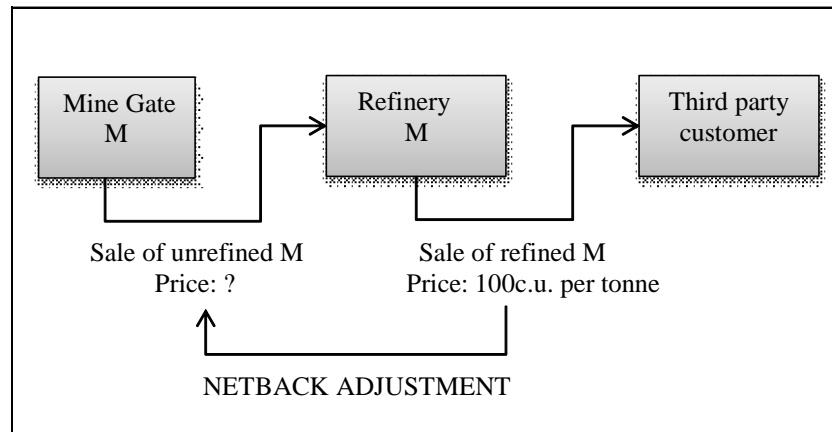 Mine Gate
M
Refinery
M
Third party
customer
Sale of unrefined M
Price: ?
Sale of refined M
Price: 100c.u. per tonne
NETBACK ADJUSTMENT